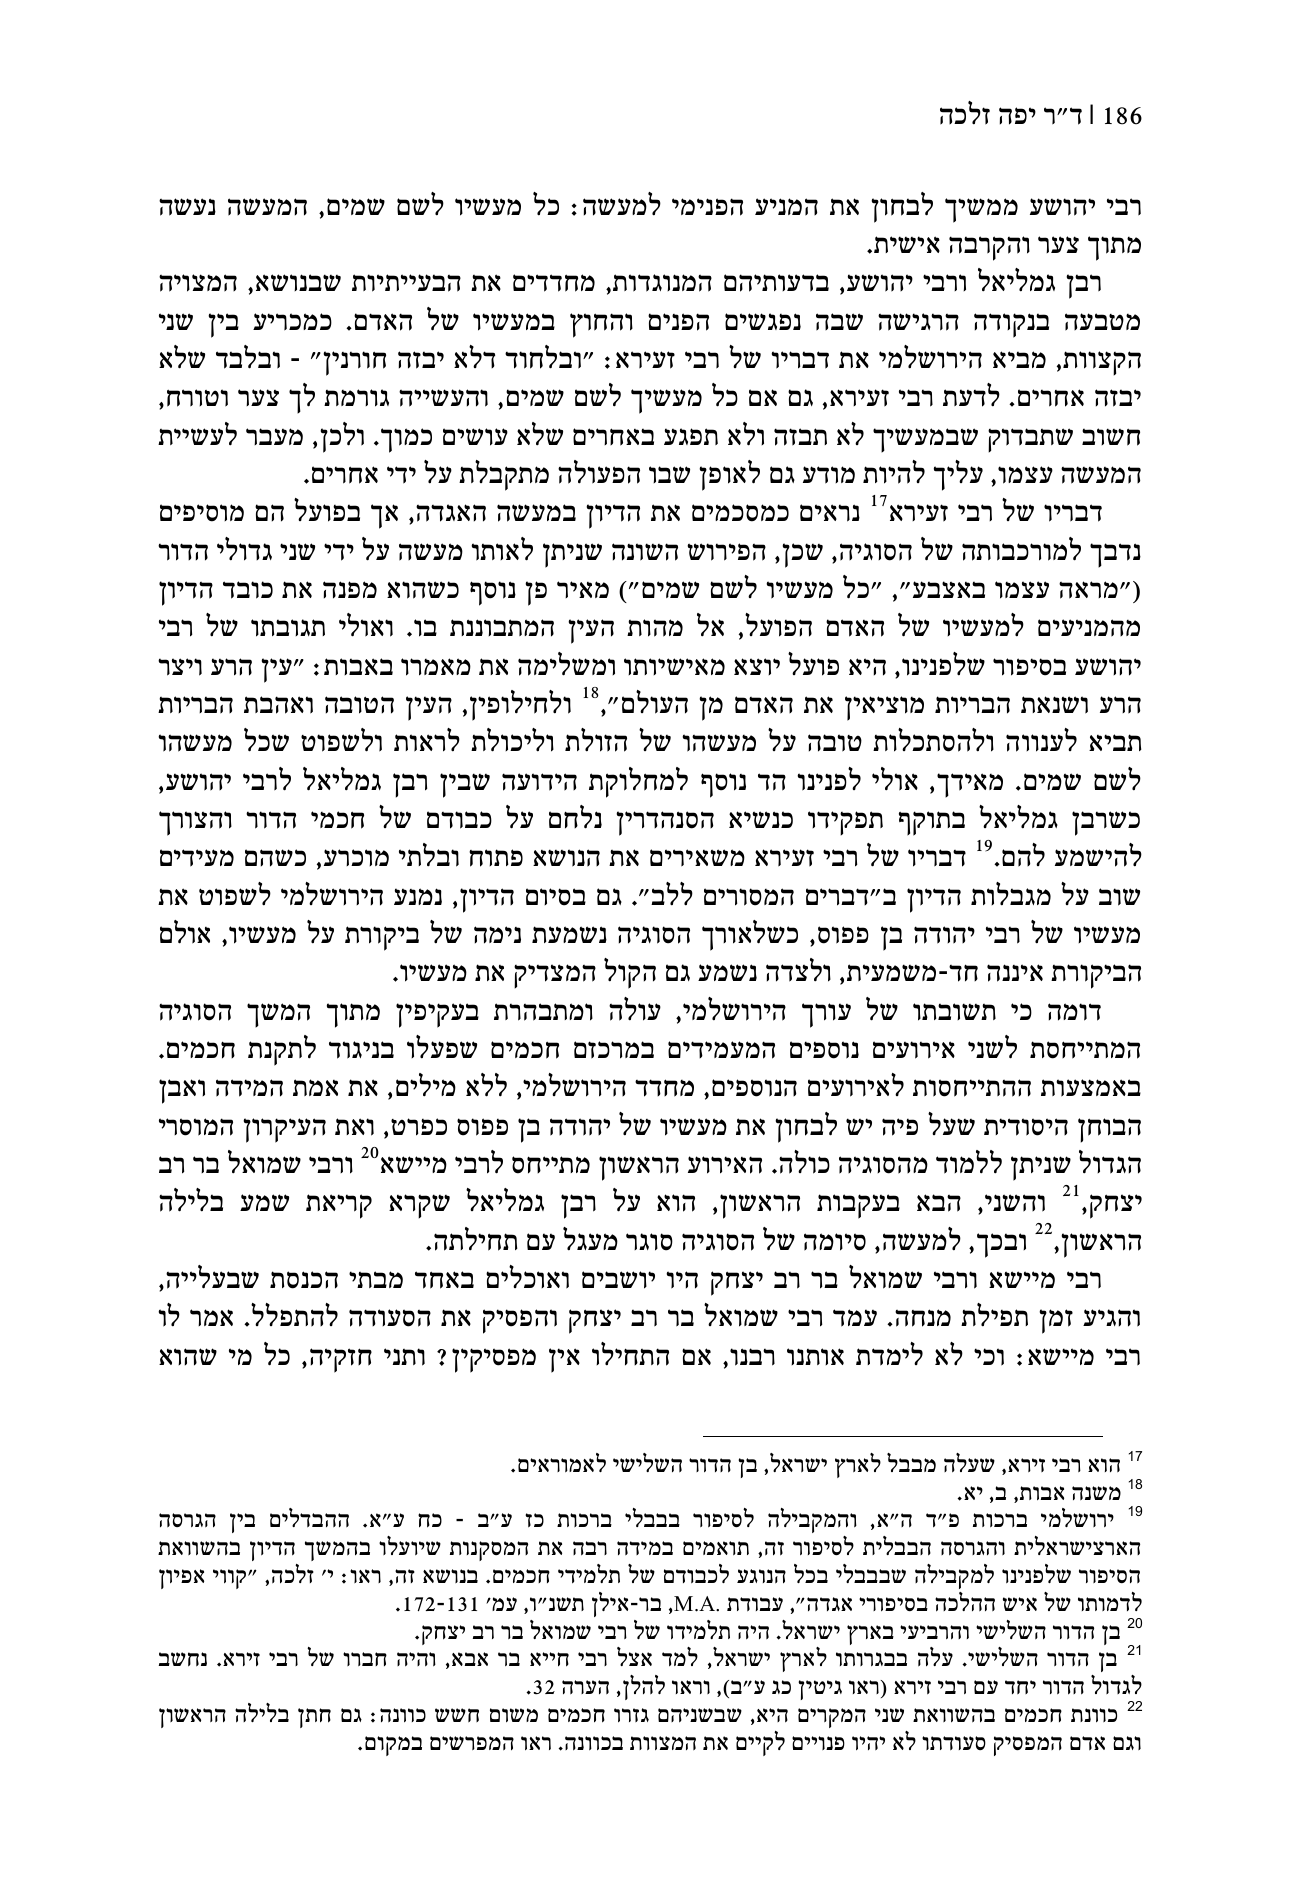 186 | ד״ר יפה זלכה
רבי יהושע ממשיך לבחון את המניע הפנימי למעשה: כל מעשיו לשם שמים, המעשה נעשה
מתוך צער והקרבה אישית.
רבן גמליאל ורבי יהושע, בדעותיהם המנוגדות, מחדדים את הבעייתיות שבנושא, המצויה
מטבעה בנקודה הרגישה שבה נפגשים הפנים והחוץ במעשיו של האדם. כמכריע בין שני
הקצוות, מביא הירושלמי את דבריו של רבי זעירא: ״ובלחוד דלא יבזה חורנין״ - ובלבד שלא
יבזה אחרים. לדעת רבי זעירא, גם אם כל מעשיך לשם שמים, והעשייה גורמת לך צער וטורח,
חשוב שתבדוק שבמעשיך לא תבזה ולא תפגע באחרים שלא עושים כמוך. ולכן, מעבר לעשיית
המעשה עצמו, עליך להיות מודע גם לאופן שבו הפעולה מתקבלת על ידי אחרים.
דבריו של רבי זעירא17 נראים כמסכמים את הדיון במעשה האגדה, אך בפועל הם מוסיפים
נדבך למורכבותה של הסוגיה, שכן, הפירוש השונה שניתן לאותו מעשה על ידי שני גדולי הדור
(״מראה עצמו באצבע״, ״כל מעשיו לשם שמים״) מאיר פן נוסף כשהוא מפנה את כובד הדיון
מהמניעים למעשיו של האדם הפועל, אל מהות העין המתבוננת בו. ואולי תגובתו של רבי
יהושע בסיפור שלפנינו, היא פועל יוצא מאישיותו ומשלימה את מאמרו באבות: ״עין הרע ויצר
הרע ושנאת הבריות מוציאין את האדם מן העולם״,18 ולחילופין, העין הטובה ואהבת הבריות
תביא לענווה ולהסתכלות טובה על מעשהו של הזולת וליכולת לראות ולשפוט שכל מעשהו
לשם שמים. מאידך, אולי לפנינו הד נוסף למחלוקת הידועה שבין רבן גמליאל לרבי יהושע,
כשרבן גמליאל בתוקף תפקידו כנשיא הסנהדרין נלחם על כבודם של חכמי הדור והצורך
להישמע להם.19 דבריו של רבי זעירא משאירים את הנושא פתוח ובלתי מוכרע, כשהם מעידים
שוב על מגבלות הדיון ב״דברים המסורים ללב״. גם בסיום הדיון, נמנע הירושלמי לשפוט את
מעשיו של רבי יהודה בן פפוס, כשלאורך הסוגיה נשמעת נימה של ביקורת על מעשיו, אולם
הביקורת איננה חד-משמעית, ולצדה נשמע גם הקול המצדיק את מעשיו.
דומה כי תשובתו של עורך הירושלמי, עולה ומתבהרת בעקיפין מתוך המשך הסוגיה
המתייחסת לשני אירועים נוספים המעמידים במרכזם חכמים שפעלו בניגוד לתקנת חכמים.
באמצעות ההתייחסות לאירועים הנוספים, מחדד הירושלמי, ללא מילים, את אמת המידה ואבן
הבוחן היסודית שעל פיה יש לבחון את מעשיו של יהודה בן פפוס כפרט, ואת העיקרון המוסרי
הגדול שניתן ללמוד מהסוגיה כולה. האירוע הראשון מתייחס לרבי מיישא20 ורבי שמואל בר רב
יצחק,21 והשני, הבא בעקבות הראשון, הוא על רבן גמליאל שקרא קריאת שמע בלילה
הראשון,22 ובכך, למעשה, סיומה של הסוגיה סוגר מעגל עם תחילתה.
רבי מיישא ורבי שמואל בר רב יצחק היו יושבים ואוכלים באחד מבתי הכנסת שבעלייה,
והגיע זמן תפילת מנחה. עמד רבי שמואל בר רב יצחק והפסיק את הסעודה להתפלל. אמר לו
רבי מיישא: וכי לא לימדת אותנו רבנו, אם התחילו אין מפסיקין? ותני חזקיה, כל מי שהוא
17 הוא רבי זירא, שעלה מבבל לארץ ישראל, בן הדור השלישי לאמוראים.
18 משנה אבות, ב, יא.
19 ירושלמי ברכות פ״ד ה״א, והמקבילה לסיפור בבבלי ברכות כז ע״ב - כח ע״א. ההבדלים בין הגרסה
הארצישראלית והגרסה הבבלית לסיפור זה, תואמים במידה רבה את המסקנות שיועלו בהמשך הדיון בהשוואת
הסיפור שלפנינו למקבילה שבבבלי בכל הנוגע לכבודם של תלמידי חכמים. בנושא זה, ראו: י׳ זלכה, ״קווי אפיון
לדמותו של איש ההלכה בסיפורי אגדה״, עבודת M.A., בר-אילן תשנ״ו, עמ׳ 172-131.
20 בן הדור השלישי והרביעי בארץ ישראל. היה תלמידו של רבי שמואל בר רב יצחק.
21 בן הדור השלישי. עלה בבגרותו לארץ ישראל, למד אצל רבי חייא בר אבא, והיה חברו של רבי זירא. נחשב
לגדול הדור יחד עם רבי זירא (ראו גיטין כג ע״ב), וראו להלן, הערה 32.
22 כוונת חכמים בהשוואת שני המקרים היא, שבשניהם גזרו חכמים משום חשש כוונה: גם חתן בלילה הראשון
וגם אדם המפסיק סעודתו לא יהיו פנויים לקיים את המצוות בכוונה. ראו המפרשים במקום.